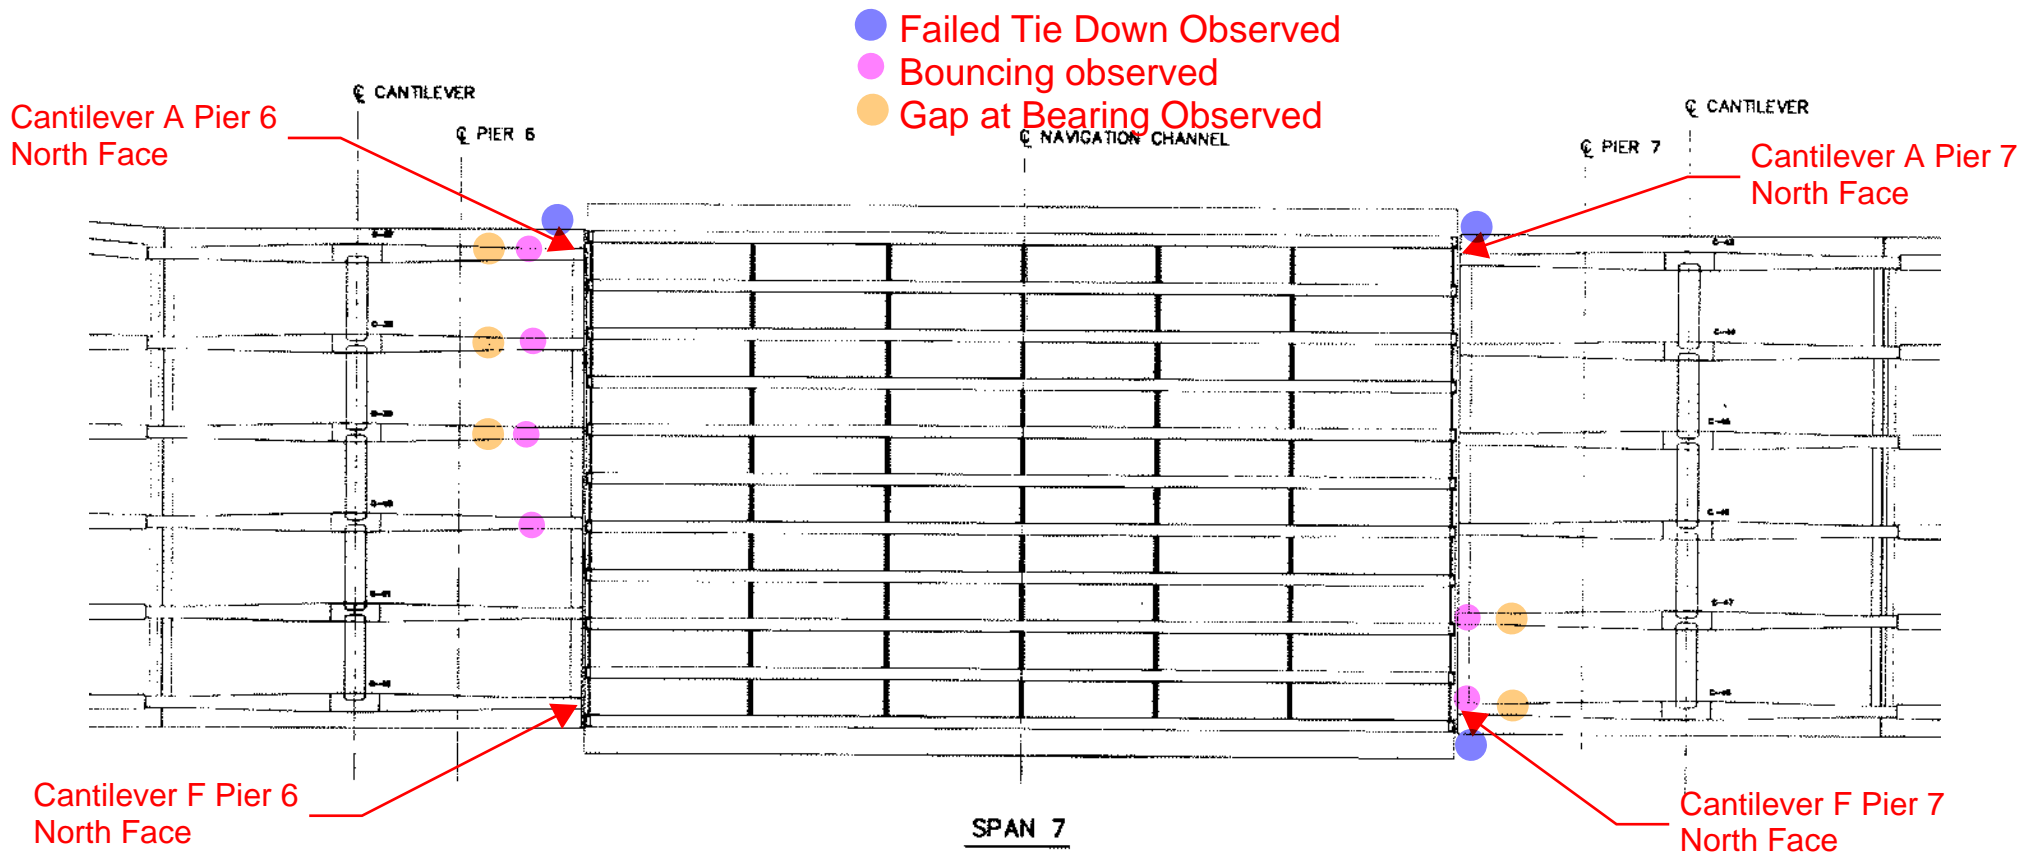 Failed Tie Down Observed
Bouncing observed
Gap at Bearing Observed
℄ CANTILEVER
Cantilever A Pier 6
North Face
℄ PIER 6
℄ NAVIGATION CHANNEL
℄ CANTILEVER
℄ PIER 7
Cantilever A Pier 7
North Face
Cantilever F Pier 6
North Face
SPAN 7
Cantilever F Pier 7
North Face